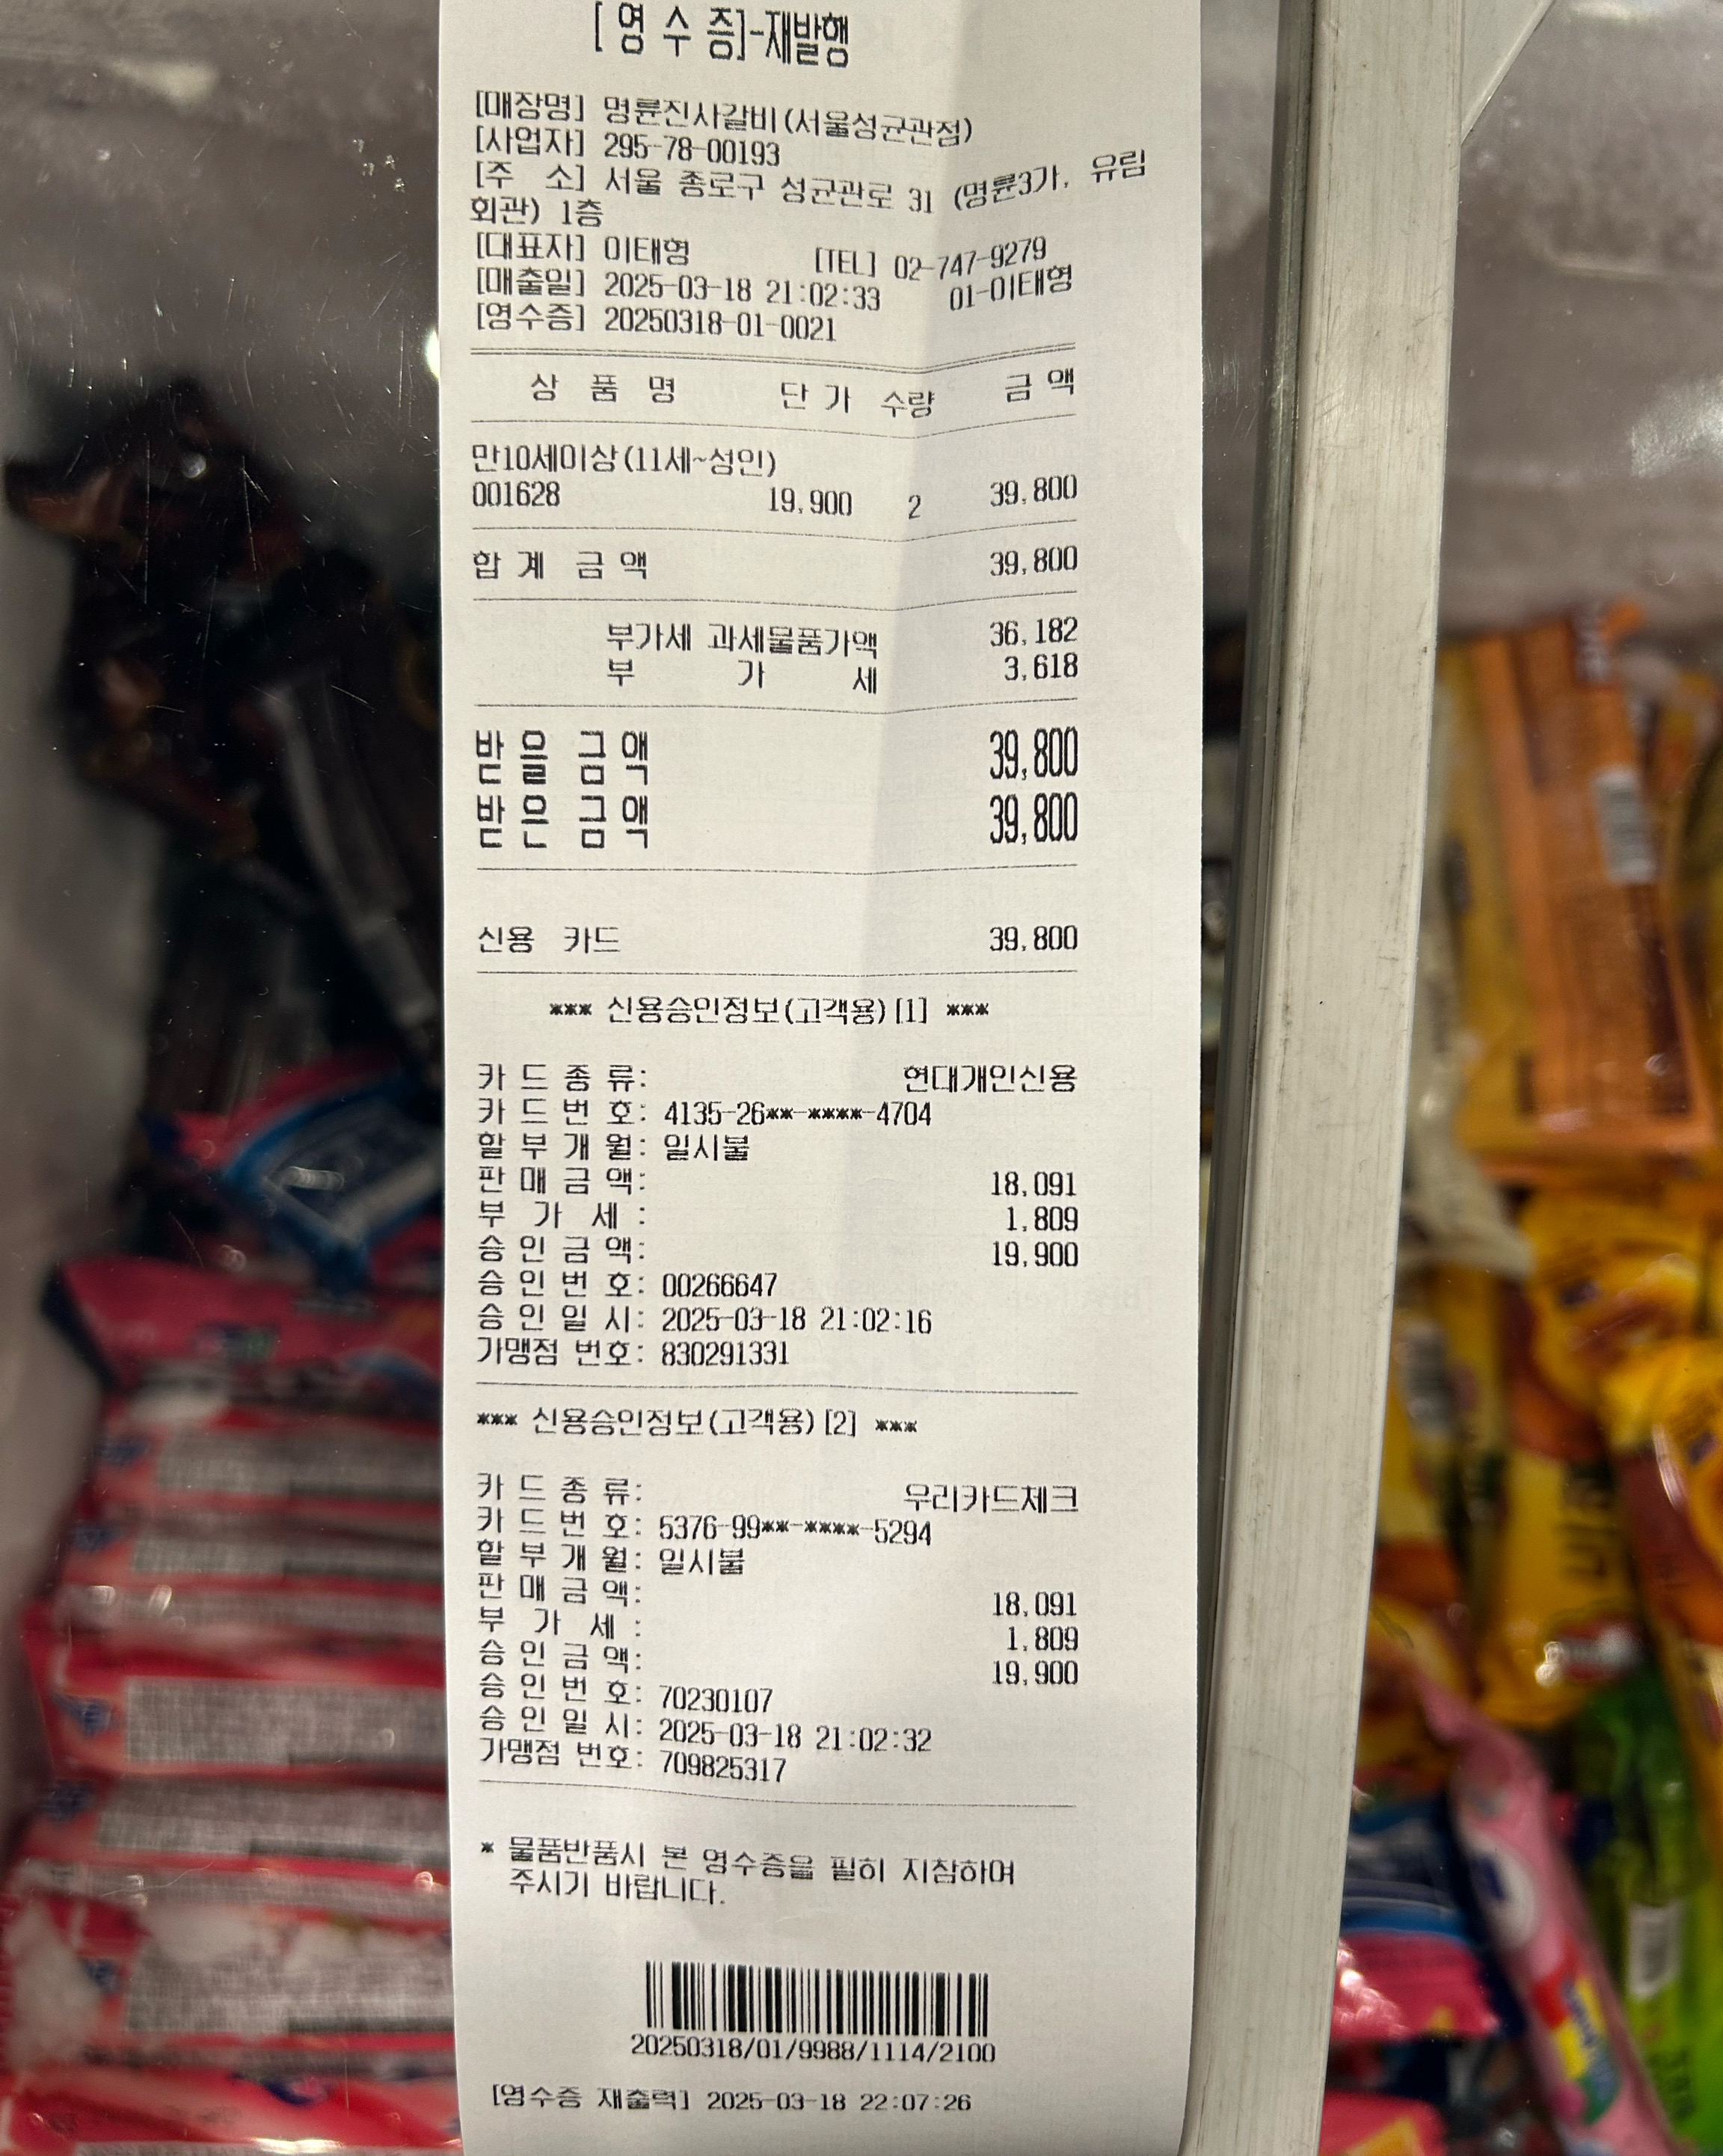 [ 영 수 증]-재발행
[매장명] 명륜진사갈비(서울성균관점)
[사업자] 295-78-00193
[주 소] 서울 종로구 성균관로 31 (명륜3가, 유림
회관) 1층
[대표자] 이태형 [TEL] 02-747-9279
[매출일] 2025-03-18 21:02:33 01-이태형
[영수증] 20250318-01-0021
상 품 명 단 가 수량 금 액
만10세이상(11세~성인)
001628 19,900 2 39,800
합 계 금 액 39,800
부가세 과세물품가액 36,182
부 가 세 3,618
받 을 금 액 39,800
받 은 금 액 39,800
신용 카드 39,800
*** 신용승인정보(고객용)[1] ***
카 드 종 류: 현대개인신용
카 드 번 호: 4135-26**-****-4704
할 부 개 월: 일시불
판 매 금 액: 18,091
부 가 세 : 1,809
승 인 금 액: 19,900
승 인 번 호: 00266647
승 인 일 시: 2025-03-18 21:02:16
가맹점 번호: 830291331
*** 신용승인정보(고객용)[2] ***
카 드 종 류: 우리카드체크
카 드 번 호: 5376-99**-****-5294
할 부 개 월: 일시불
판 매 금 액: 18,091
부 가 세 : 1,809
승 인 금 액: 19,900
승 인 번 호: 70230107
승 인 일 시: 2025-03-18 21:02:32
가맹점 번호: 709825317
* 물품반품시 본 영수증을 필히 지참하여
주시기 바랍니다.
20250318/01/9988/1114/2100
[영수증 재출력] 2025-03-18 22:07:26